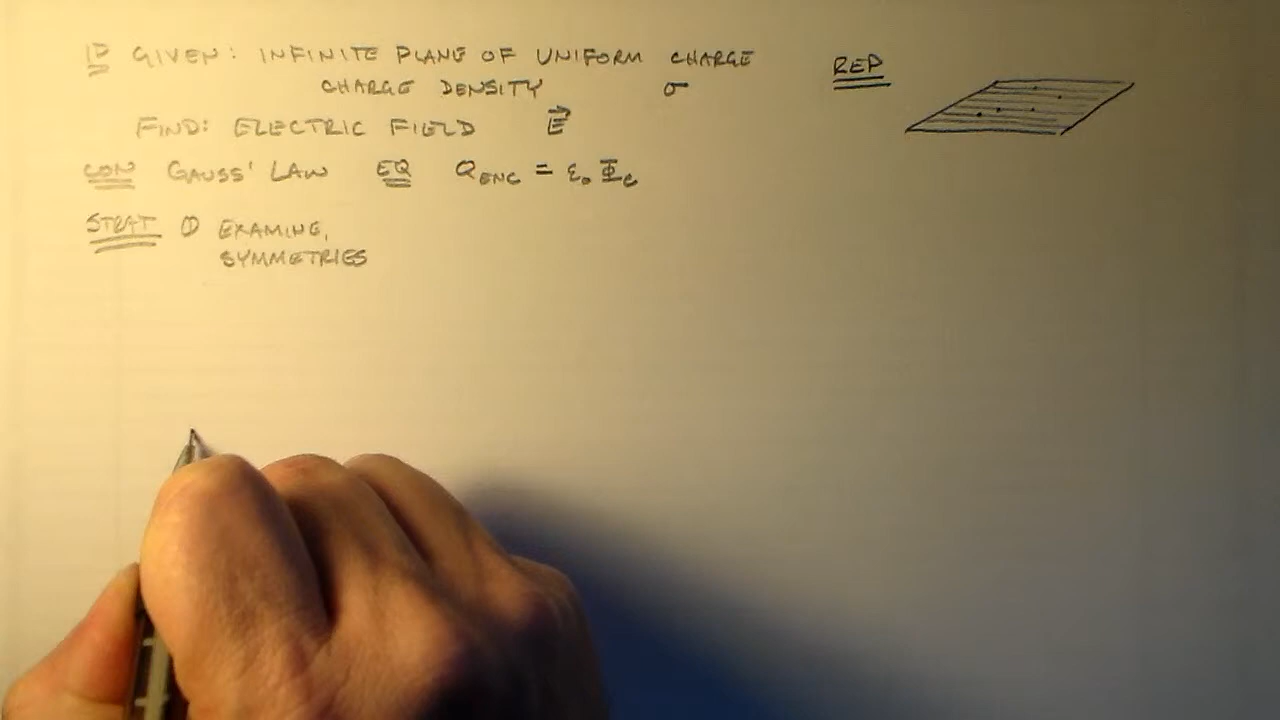 ID GIVEN: INFINITE PLANE OF UNIFORM CHARGE
CHARGE DENSITY σ
FIND: ELECTRIC FIELD E⃗
CON GAUSS' LAW EQ Q_ENC = ε₀ Φ_E
STRAT ① EXAMINE,
SYMMETRIES
REP